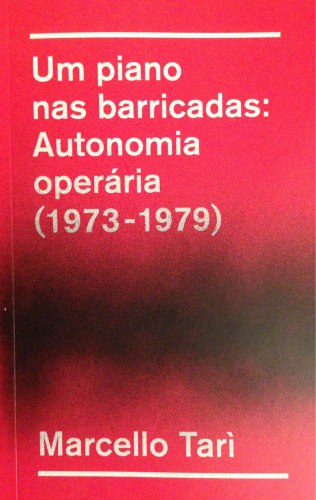 Um piano
nas barricadas:
Autonomia
operária
(1973-1979)
Marcello Tarì